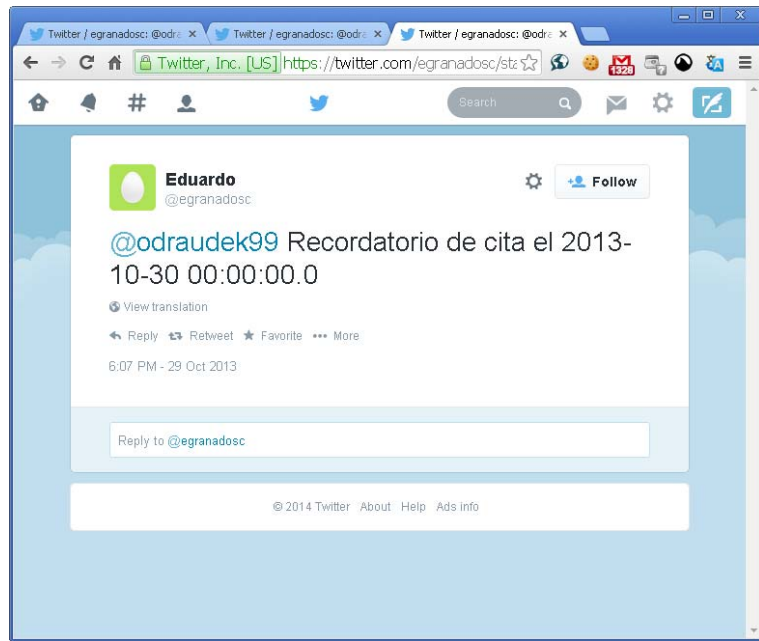 Twitter / egranadosc: @odra
Twitter / egranadosc: @odra
Twitter / egranadosc: @odra
Twitter, Inc. [US] https://twitter.com/egranadosc/sta
1326
Search
Eduardo
@egranadosc
Follow
@odraudek99 Recordatorio de cita el 2013-
10-30 00:00:00.0
View translation
Reply Retweet Favorite More
6:07 PM - 29 Oct 2013
Reply to @egranadosc
© 2014 Twitter About Help Ads info